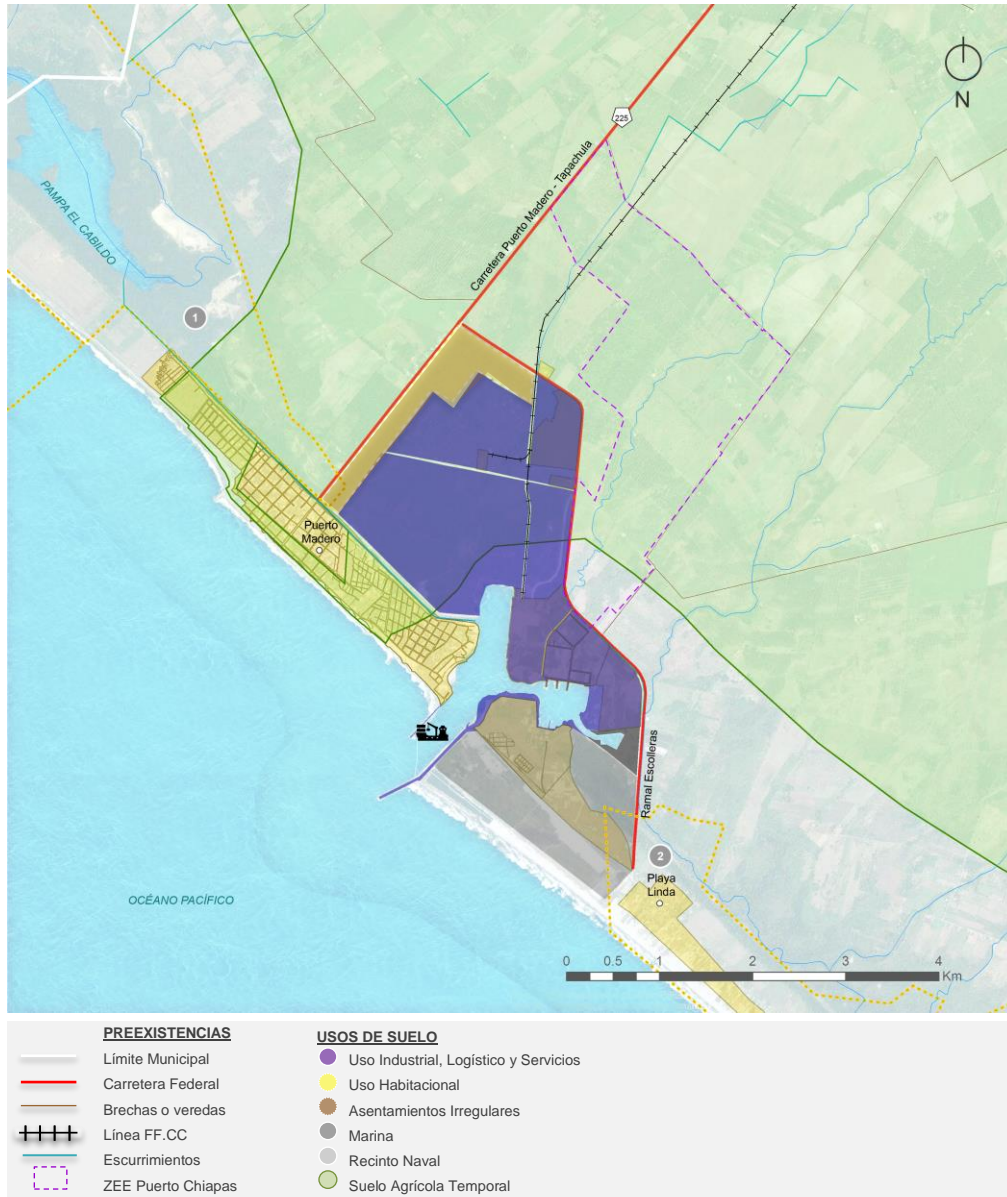 N
225
Carretera Puerto Madero - Tapachula
PAMPA EL CABILDO
1
Puerto
Madero
Ramal Escolleras
2
Playa
Linda
OCÉANO PACÍFICO
0 0.5 1 2 3 4
Km
PREEXISTENCIAS
Límite Municipal
Carretera Federal
Brechas o veredas
Línea FF.CC
Escurrimientos
ZEE Puerto Chiapas
USOS DE SUELO
Uso Industrial, Logístico y Servicios
Uso Habitacional
Asentamientos Irregulares
Marina
Recinto Naval
Suelo Agrícola Temporal